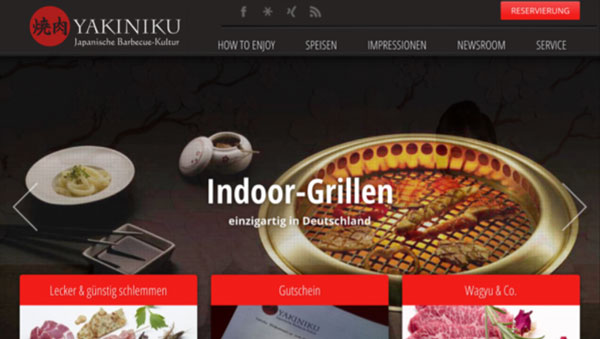 焼肉 YAKINIKU
Japanische Barbecue-Kultur
RESERVIERUNG
HOW TO ENJOY SPEISEN IMPRESSIONEN NEWSROOM SERVICE
Indoor-Grillen
einzigartig in Deutschland
Lecker & günstig schlemmen
Gutschein
Wagyu & Co.
YAKINIKU